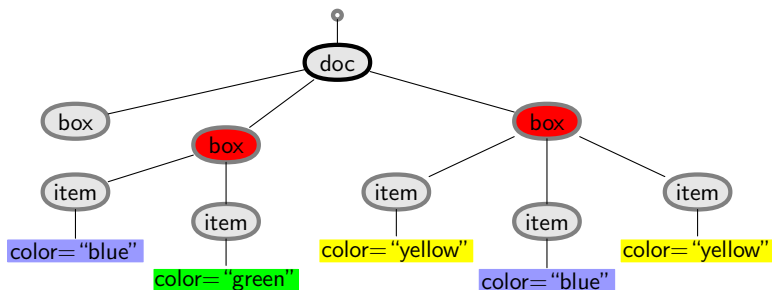 doc
box
box
box
item
item
item
item
item
color=“blue”
color=“green”
color=“yellow”
color=“blue”
color=“yellow”